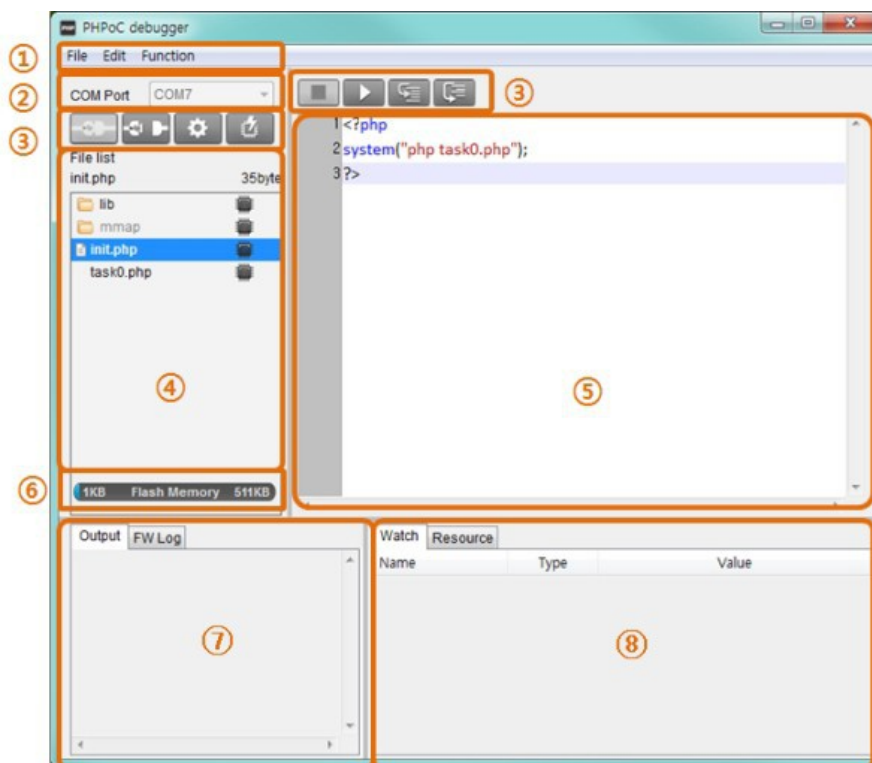 PHPoC debugger
① File Edit Function
② COM Port COM7
③
③
File list
init.php 35byte
lib
mmap
init.php
task0.php
④
1 <?php
2 system("php task0.php");
3 ?>
⑤
⑥ 1KB Flash Memory 511KB
Output FW Log
⑦
Watch Resource
Name Type Value
⑧